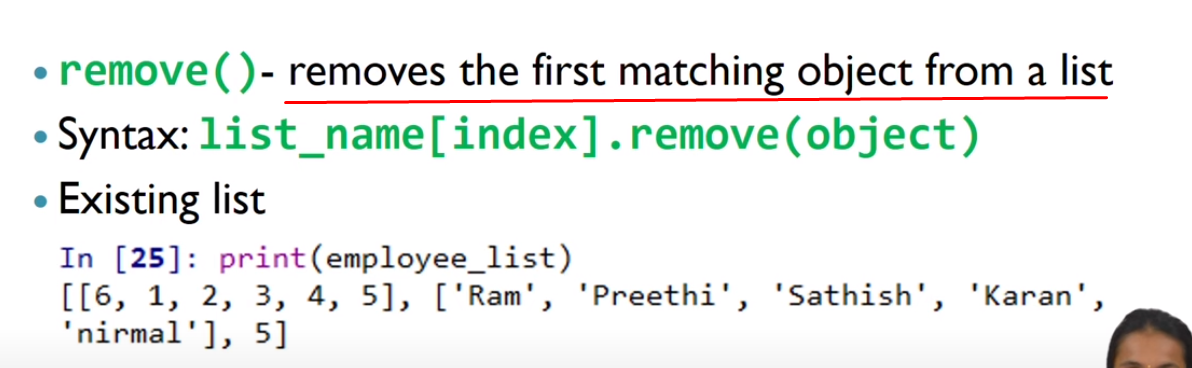 • remove()- removes the first matching object from a list
• Syntax: list_name[index].remove(object)
• Existing list
In [25]: print(employee_list)
[[6, 1, 2, 3, 4, 5], ['Ram', 'Preethi', 'Sathish', 'Karan',
'nirmal'], 5]